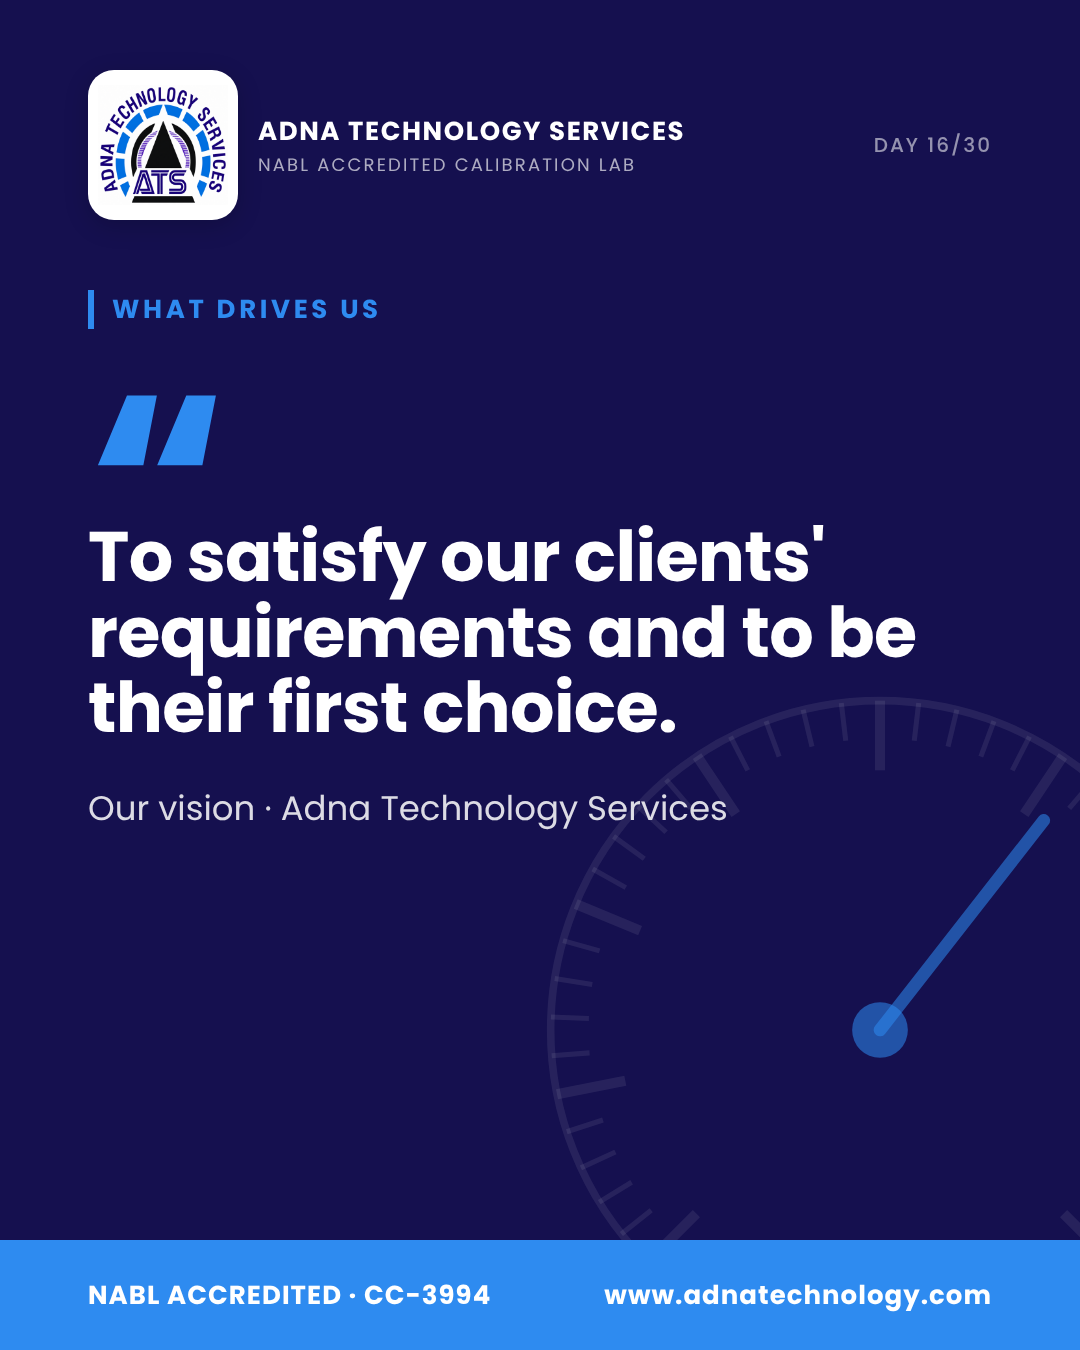 ADNA TECHNOLOGY SERVICES
ATS
ADNA TECHNOLOGY SERVICES
NABL ACCREDITED CALIBRATION LAB
DAY 16/30
WHAT DRIVES US
“
To satisfy our clients'
requirements and to be
their first choice.
Our vision · Adna Technology Services
NABL ACCREDITED · CC-3994
www.adnatechnology.com